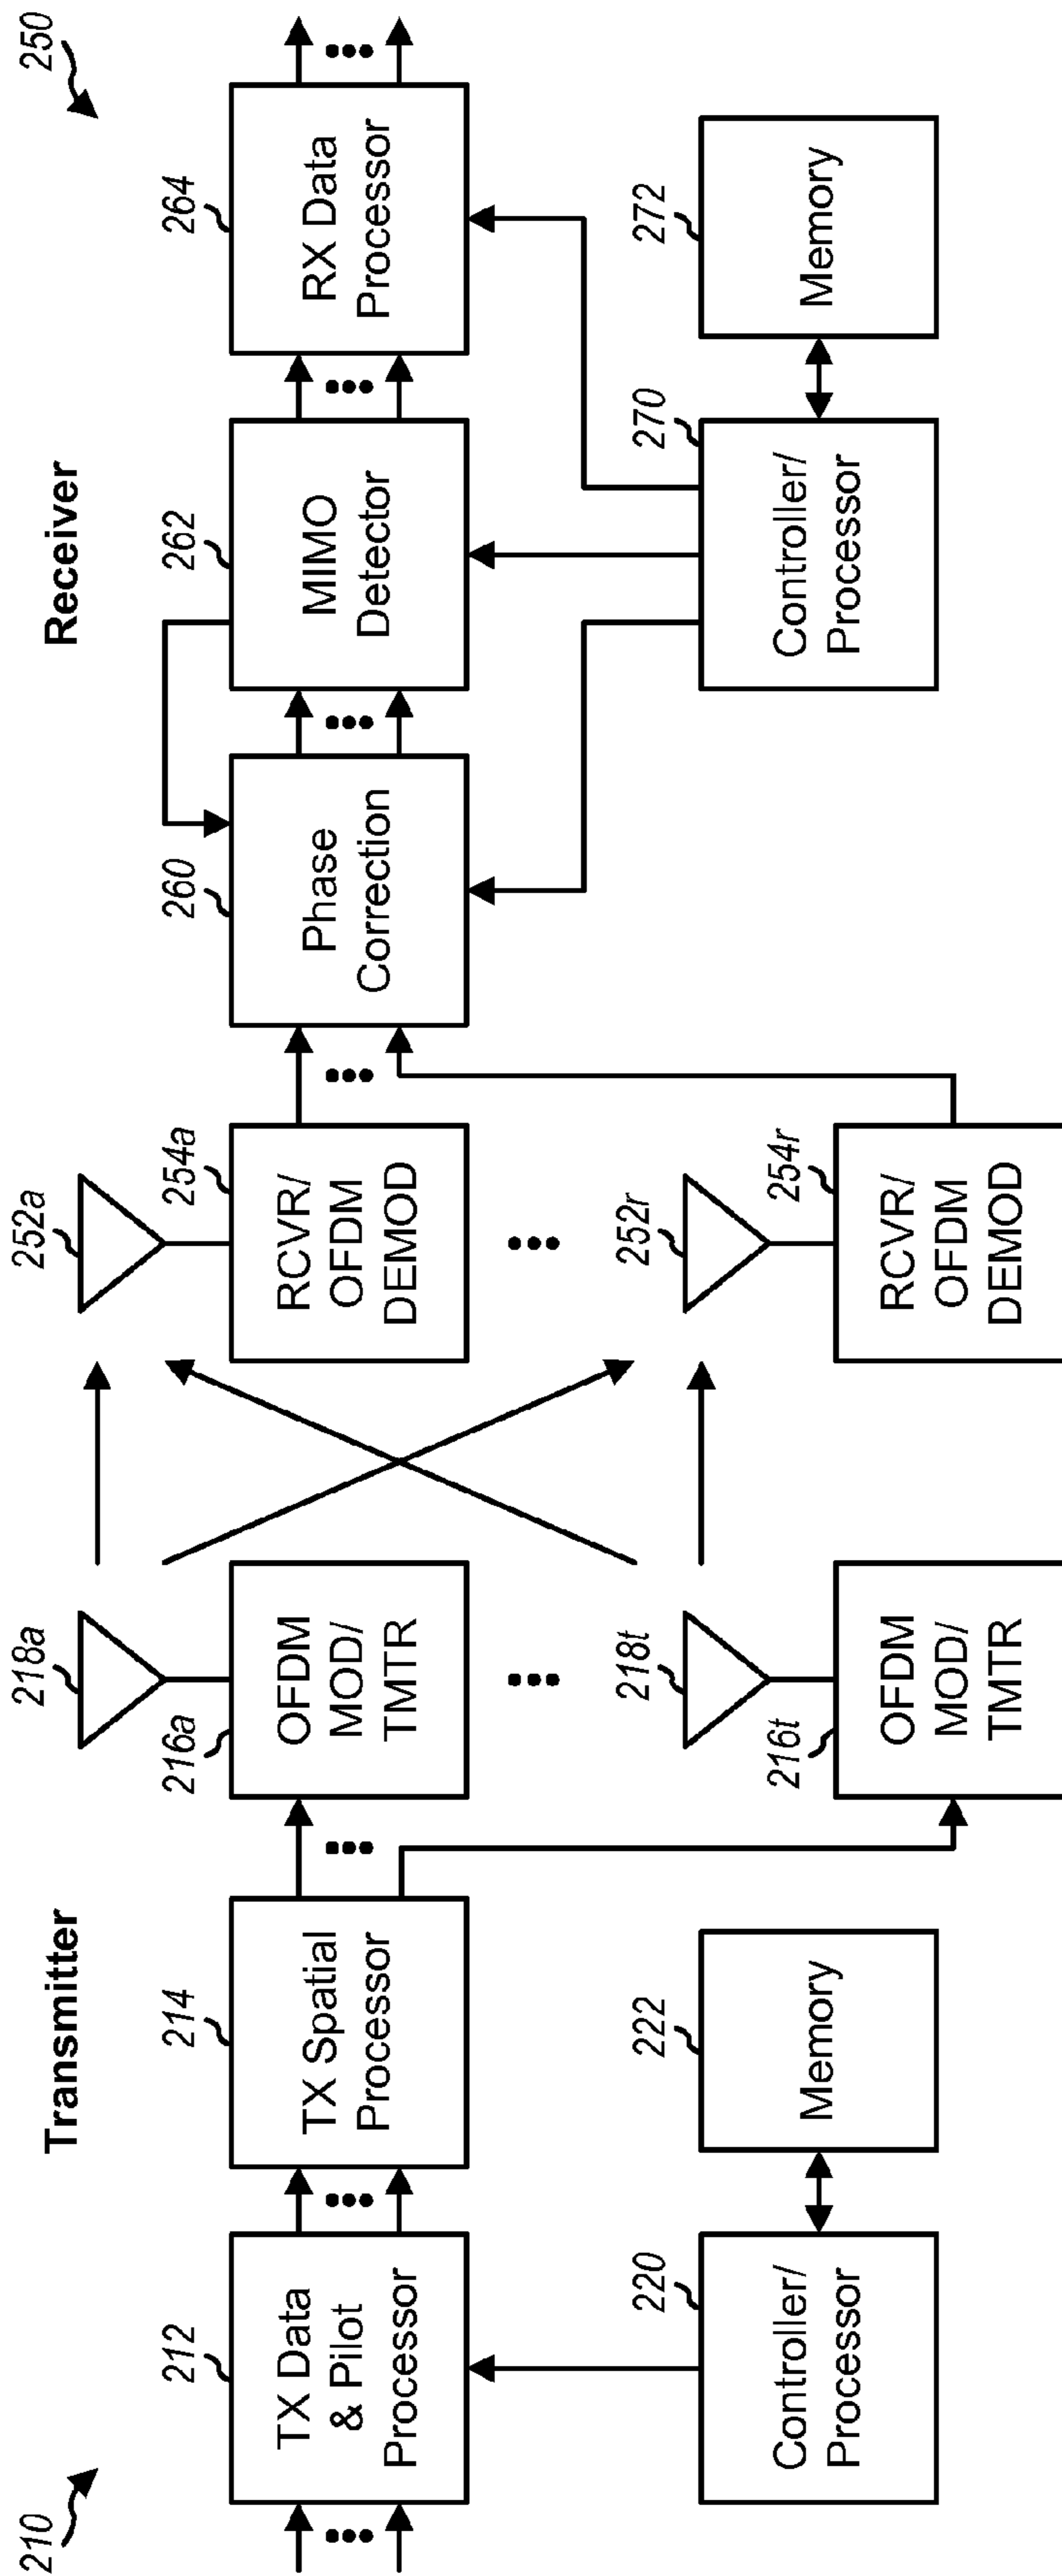 Transmitter
Receiver
210
212
TX Data
& Pilot
Processor
214
TX Spatial
Processor
216a
OFDM
MOD/
TMTR
218a
252a
254a
RCVR/
OFDM
DEMOD
260
Phase
Correction
262
MIMO
Detector
264
RX Data
Processor
250
220
Controller/
Processor
222
Memory
216t
OFDM
MOD/
TMTR
218t
252r
254r
RCVR/
OFDM
DEMOD
270
Controller/
Processor
272
Memory